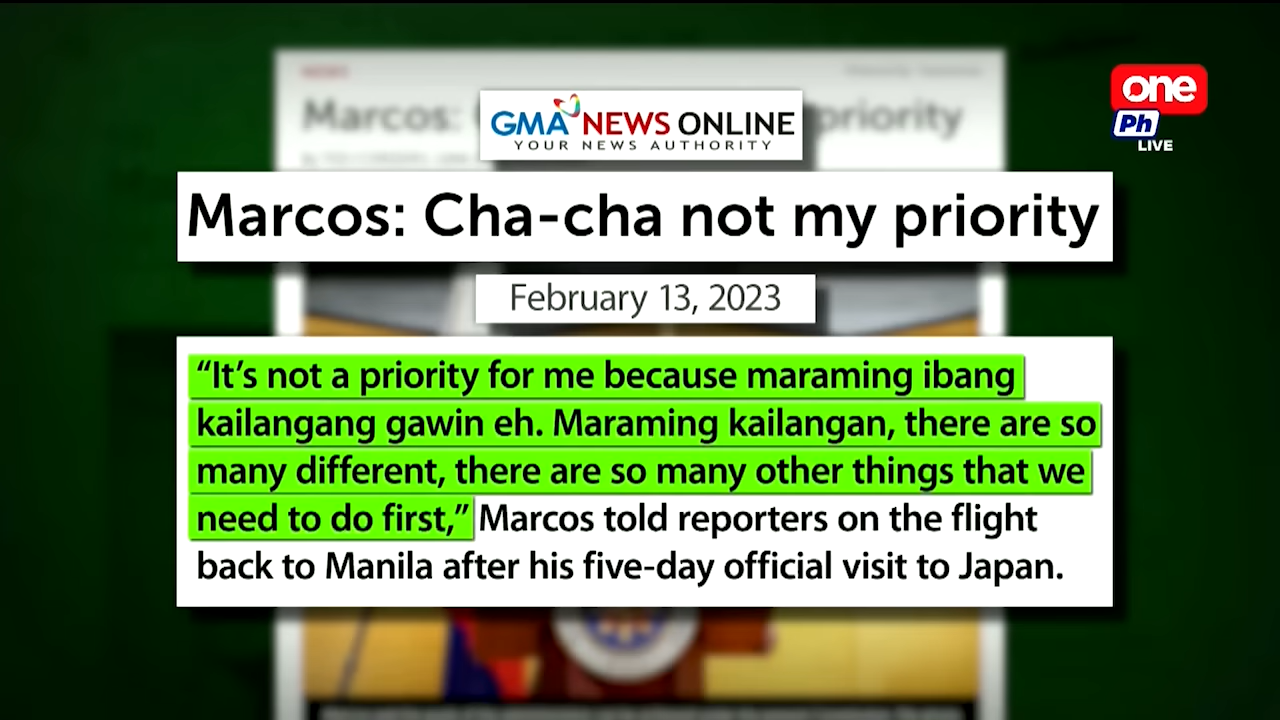 one
Ph
LIVE
Marcos:
priority
GMA NEWS ONLINE
YOUR NEWS AUTHORITY
Marcos: Cha-cha not my priority
February 13, 2023
“It’s not a priority for me because maraming ibang
kailangang gawin eh. Maraming kailangan, there are so
many different, there are so many other things that we
need to do first,” Marcos told reporters on the flight
back to Manila after his five-day official visit to Japan.